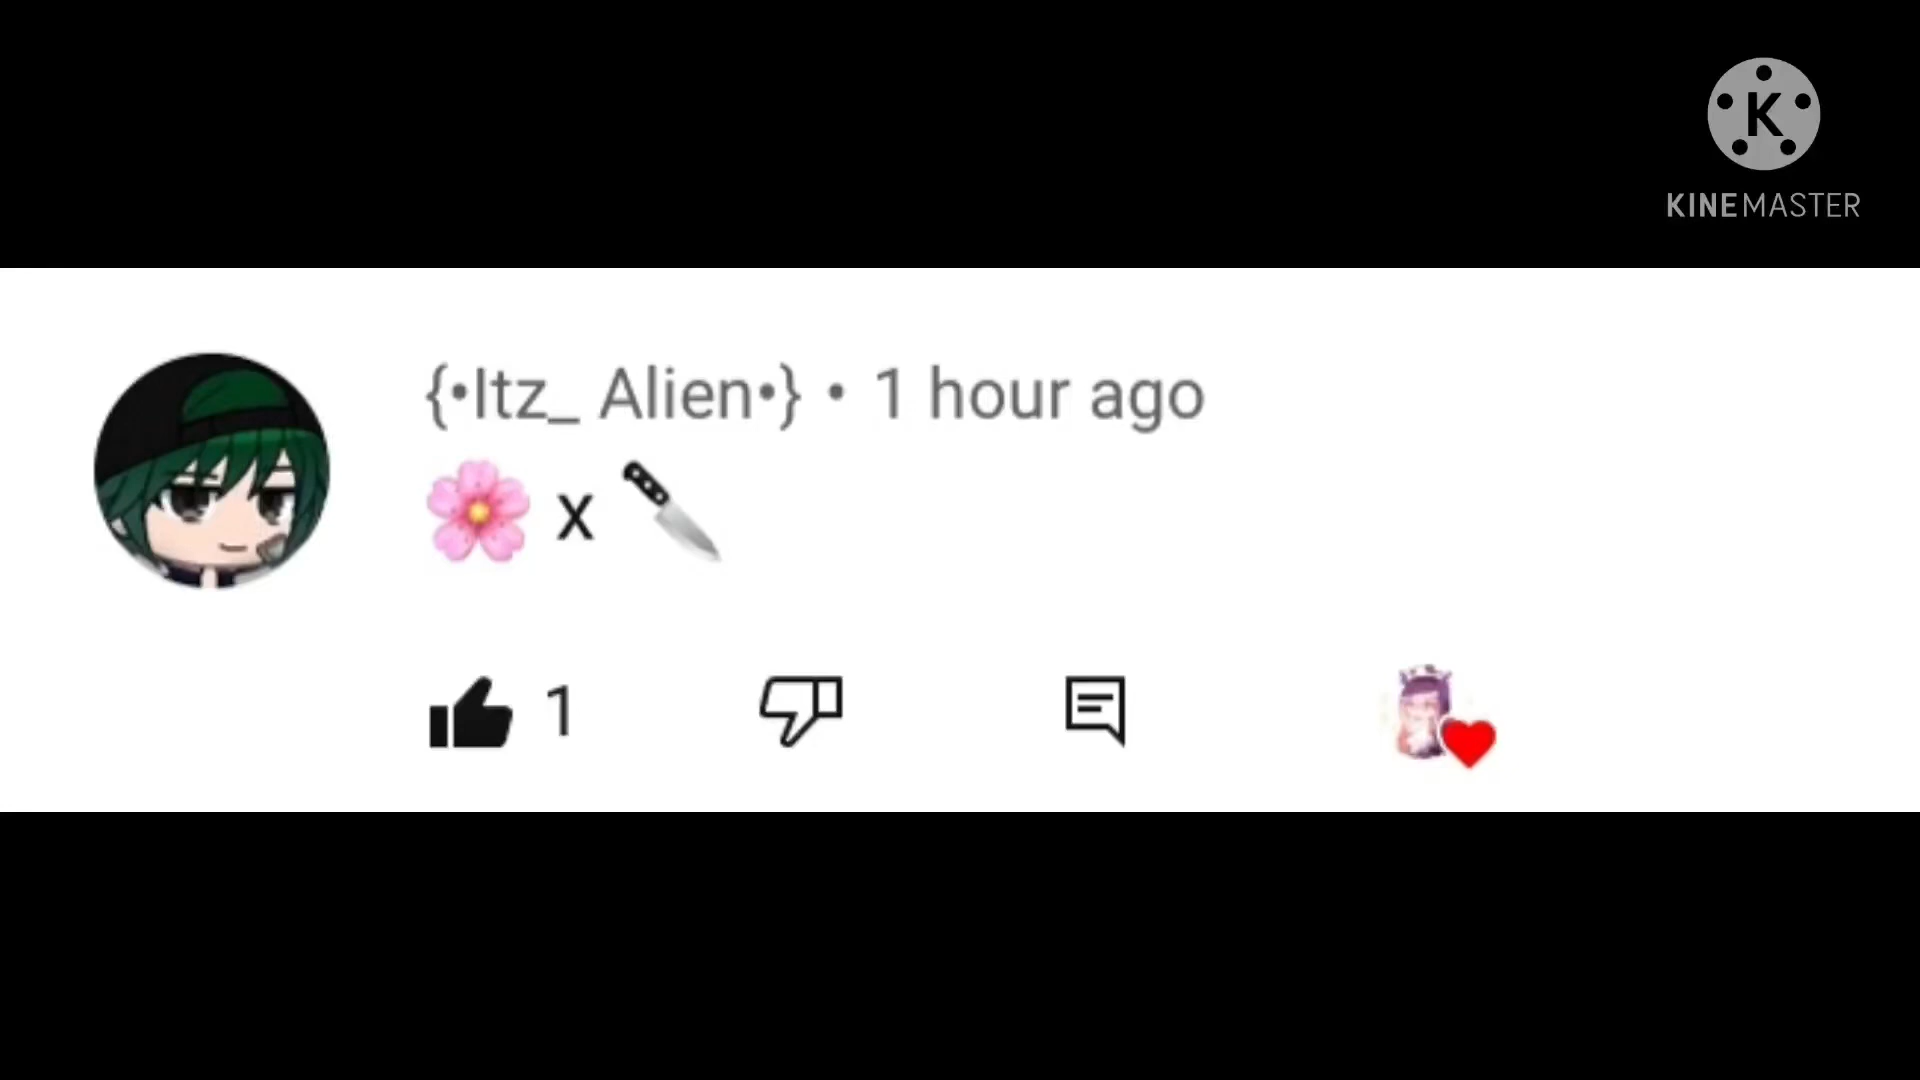 K
KINEMASTER
{•Itz_ Alien•} • 1 hour ago
🌸 x 🔪
1